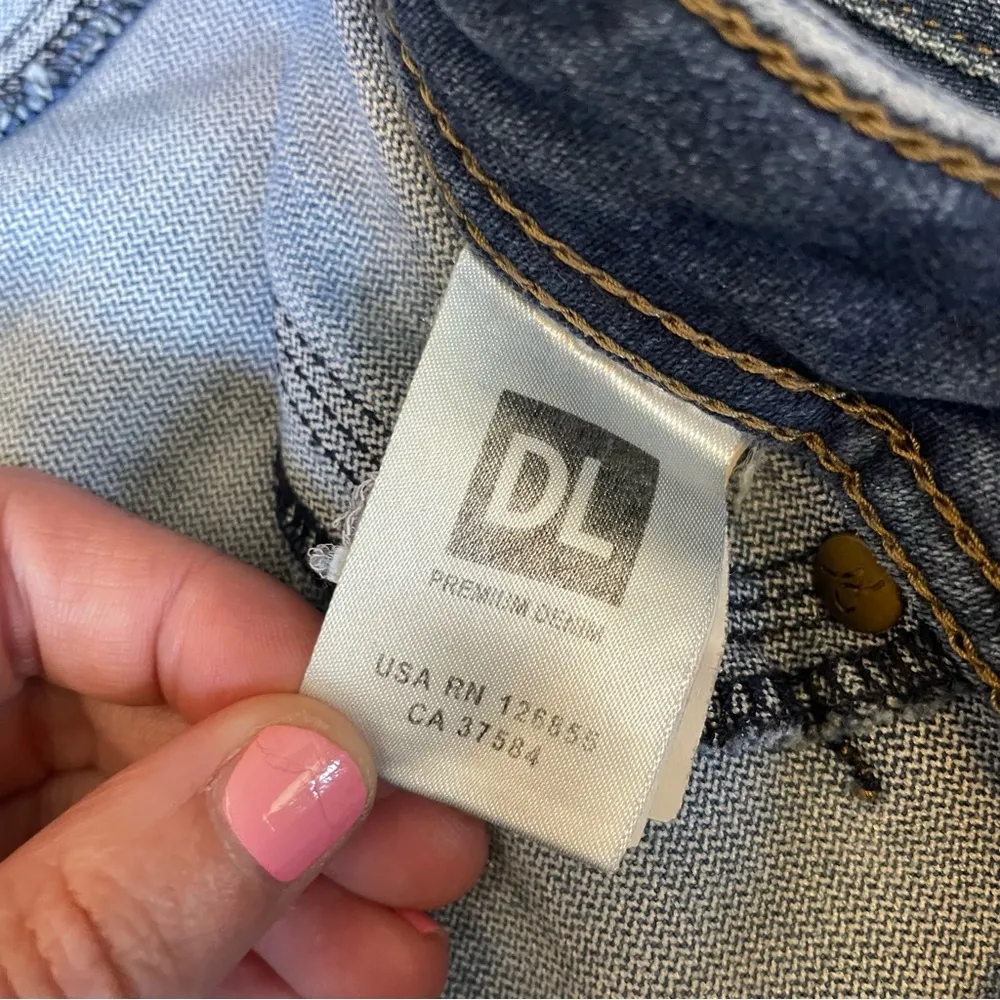 DL
PREMIUM DENIM
USA RN 126855
CA 37584